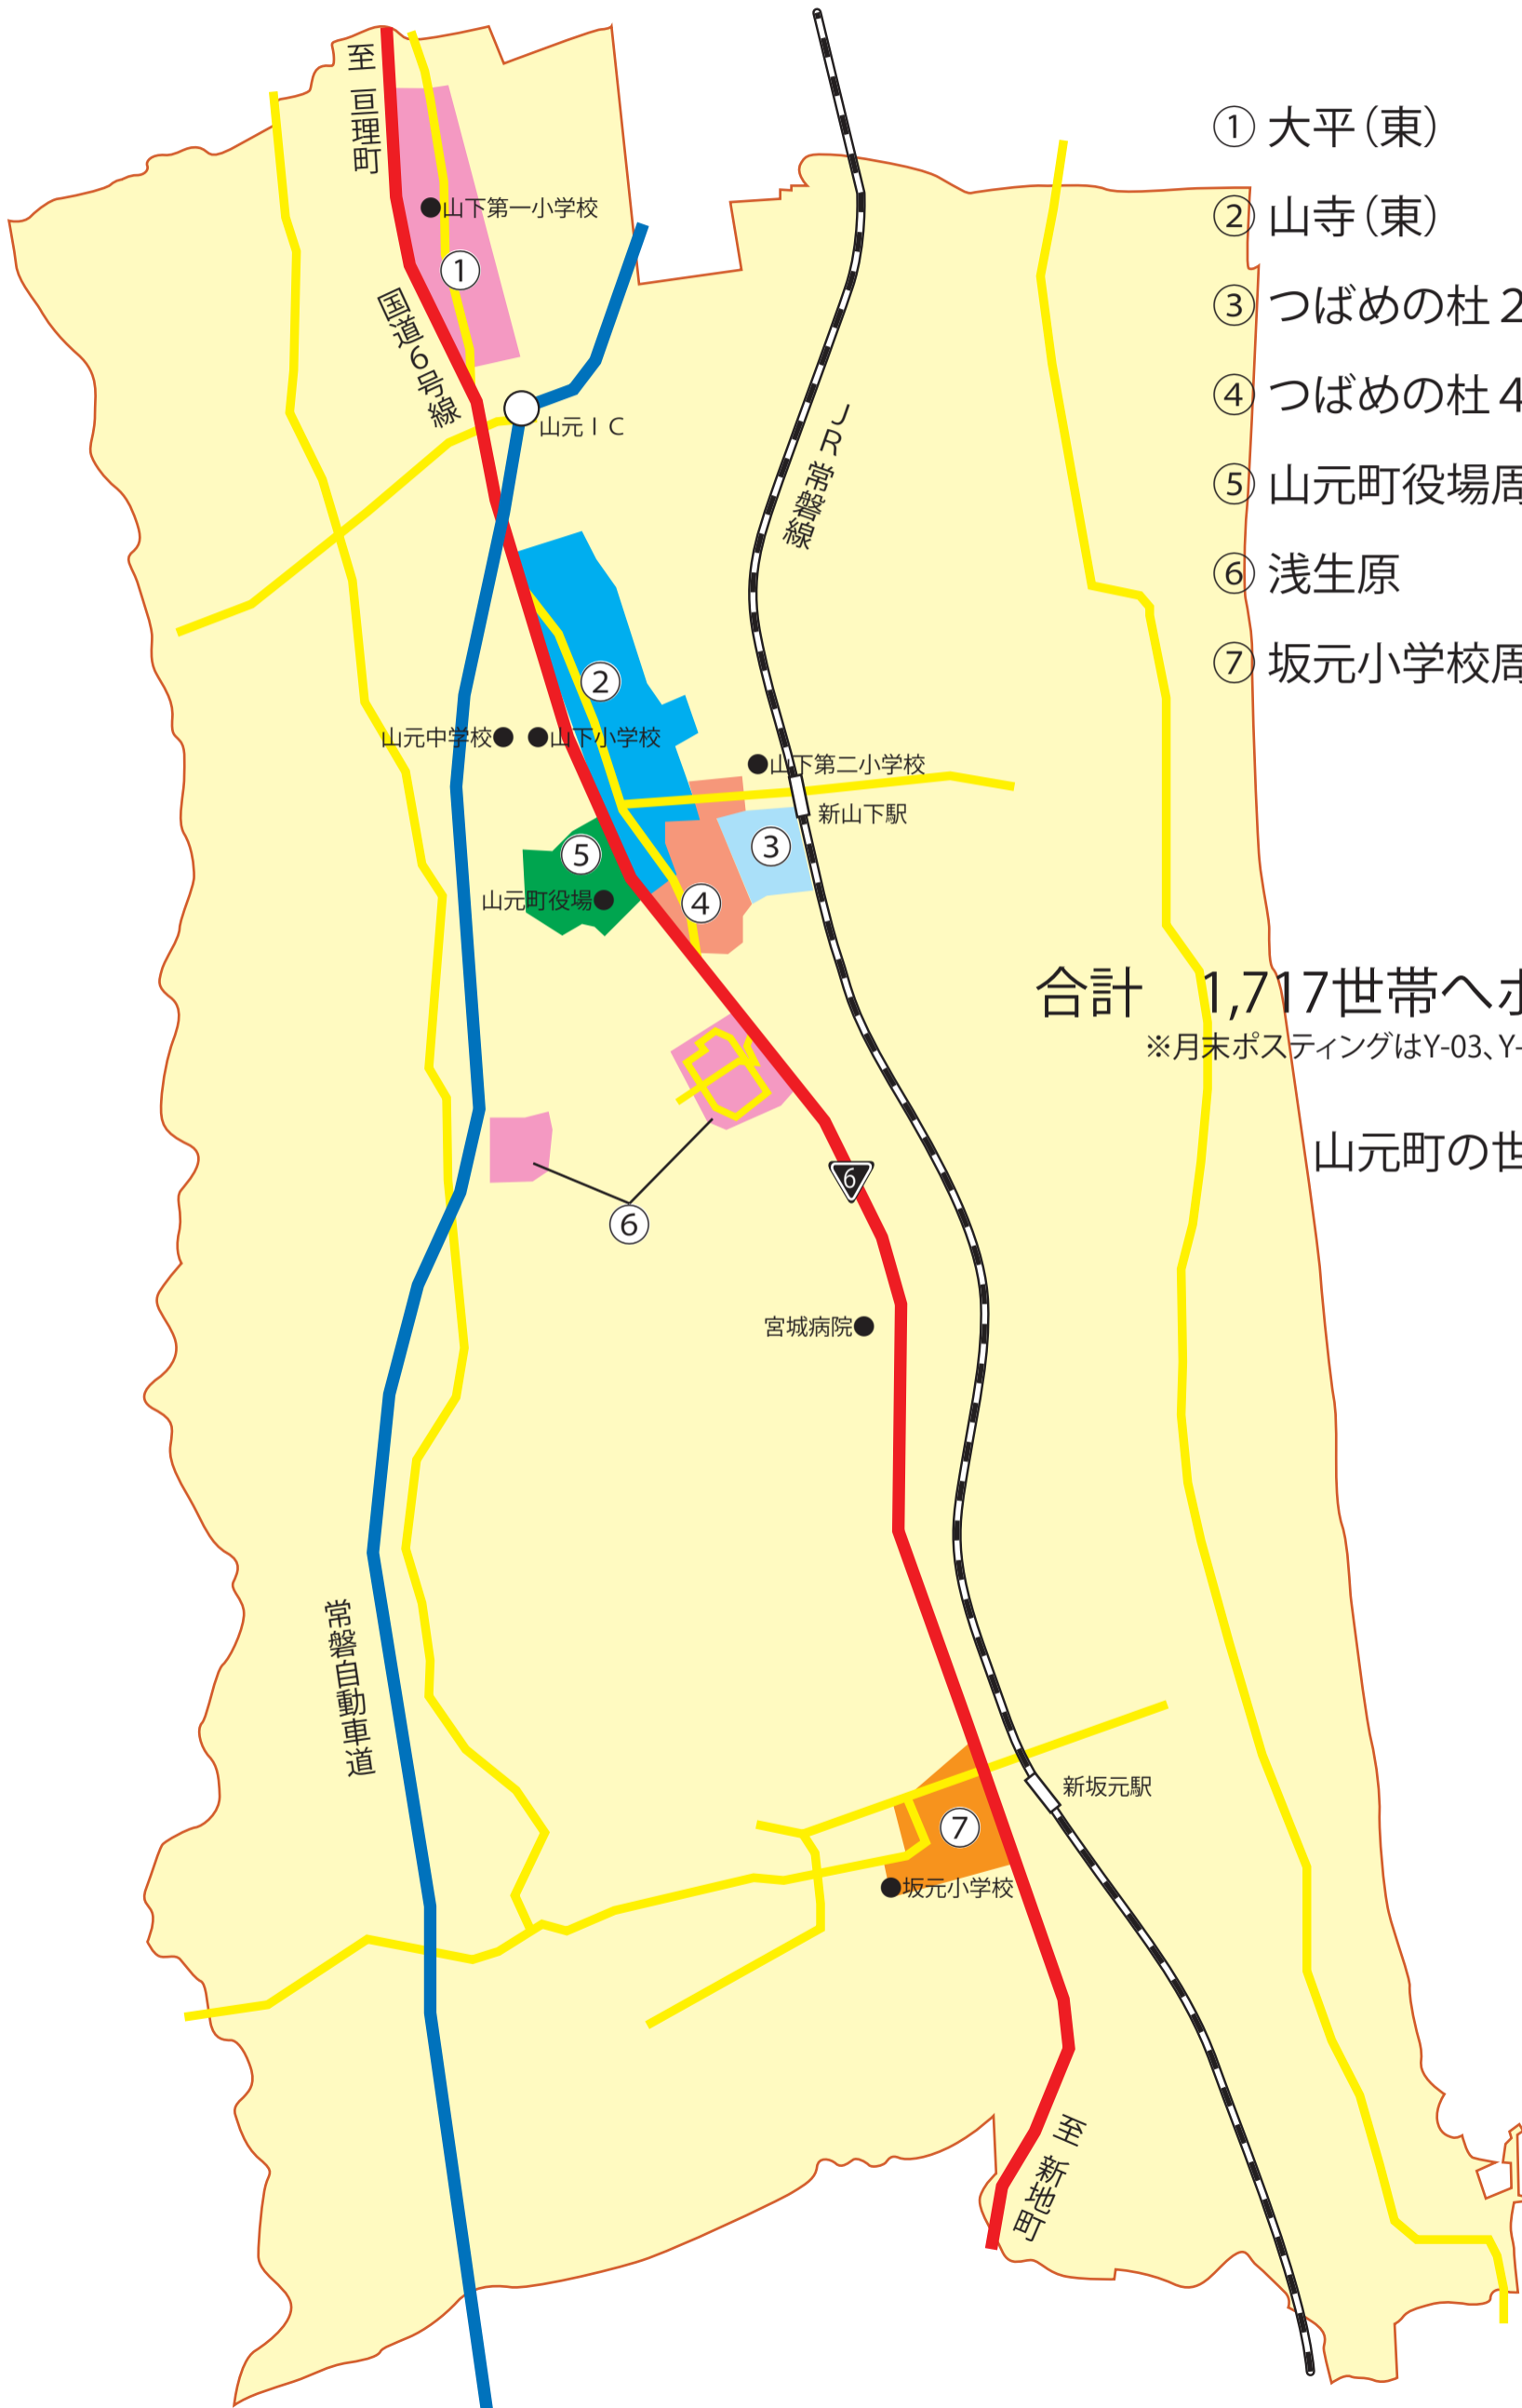 至 亘理町
山下第一小学校
①
国道6号線
山元IC
JR常磐線
②
山元中学校
山下小学校
山下第二小学校
新山下駅
③
⑤
④
山元町役場
⑥
6
宮城病院
常磐自動車道
新坂元駅
⑦
坂元小学校
至 新地町
① 大平（東）
② 山寺（東）
③ つばめの杜2
④ つばめの杜4
⑤ 山元町役場周
⑥ 浅生原
⑦ 坂元小学校周
合計　1,717世帯へポ
※月末ポスティングはY-03、Y-
山元町の世